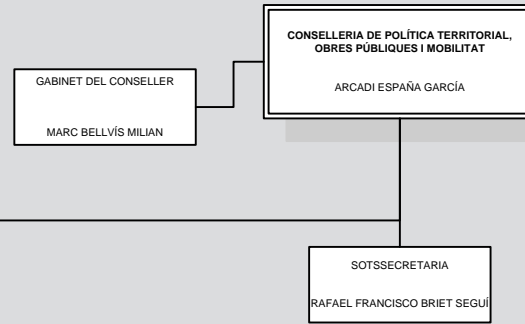 CONSELLERIA DE POLÍTICA TERRITORIAL,
OBRES PÚBLIQUES I MOBILITAT
ARCADI ESPAÑA GARCÍA
GABINET DEL CONSELLER
MARC BELLVÍS MILIAN
SOTSSECRETARIA
RAFAEL FRANCISCO BRIET SEGUÍ